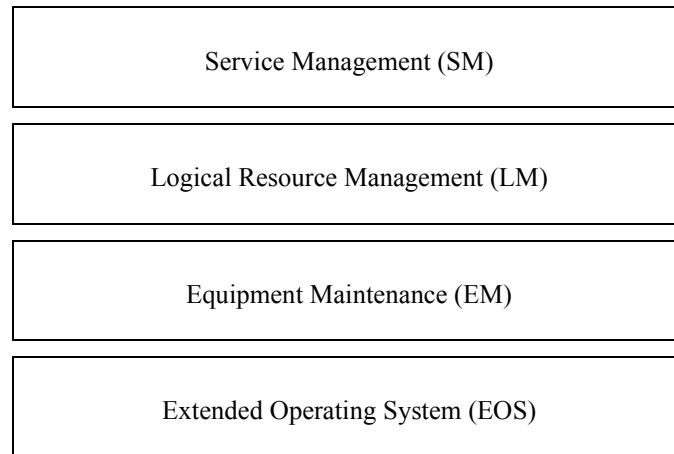 Service Management (SM)
Logical Resource Management (LM)
Equipment Maintenance (EM)
Extended Operating System (EOS)